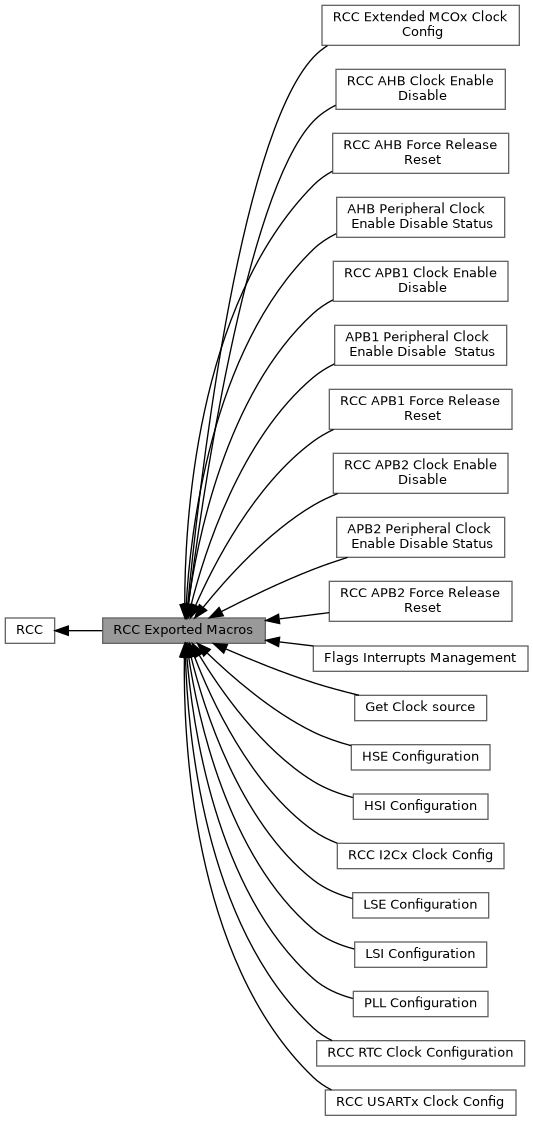 RCC Extended MCOx Clock
Config
RCC AHB Clock Enable
Disable
RCC AHB Force Release
Reset
AHB Peripheral Clock
Enable Disable Status
RCC APB1 Clock Enable
Disable
APB1 Peripheral Clock
Enable Disable  Status
RCC APB1 Force Release
Reset
RCC APB2 Clock Enable
Disable
APB2 Peripheral Clock
Enable Disable Status
RCC APB2 Force Release
Reset
RCC
RCC Exported Macros
Flags Interrupts Management
Get Clock source
HSE Configuration
HSI Configuration
RCC I2Cx Clock Config
LSE Configuration
LSI Configuration
PLL Configuration
RCC RTC Clock Configuration
RCC USARTx Clock Config